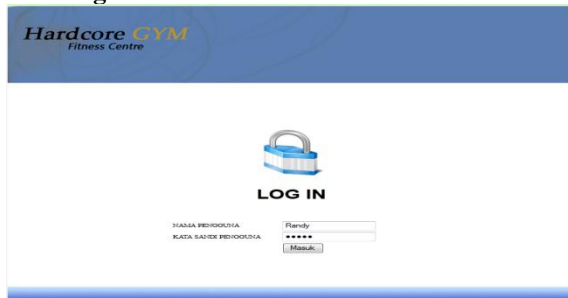 Hardcore GYM
Fitness Centre
LOG IN
NAMA PENGGUNA Randy
KATA SANDI PENGGUNA •••••
Masuk